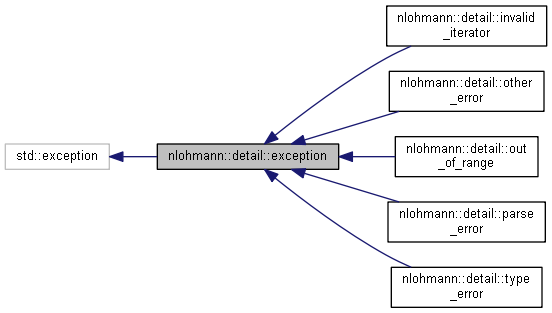 nlohmann::detail::invalid
_iterator
nlohmann::detail::other
_error
std::exception
nlohmann::detail::exception
nlohmann::detail::out
_of_range
nlohmann::detail::parse
_error
nlohmann::detail::type
_error